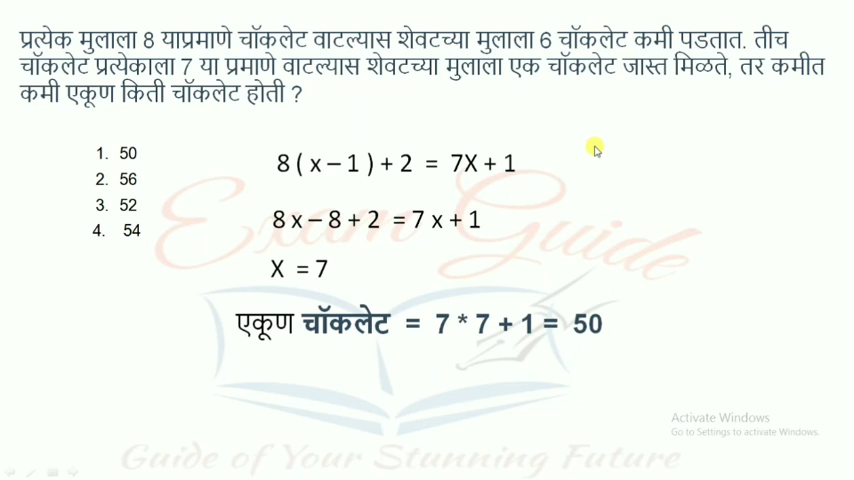 प्रत्येक मुलाला 8 याप्रमाणे चॉकलेट वाटल्यास शेवटच्या मुलाला 6 चॉकलेट कमी पडतात. तीच
चॉकलेट प्रत्येकाला 7 या प्रमाणे वाटल्यास शेवटच्या मुलाला एक चॉकलेट जास्त मिळते, तर कमीत
कमी एकूण किती चॉकलेट होती ?
1. 50
2. 56
3. 52
4. 54
8 ( x – 1 ) + 2 = 7X + 1
8 x – 8 + 2 = 7 x + 1
X = 7
एकूण चॉकलेट = 7 * 7 + 1 = 50
Exam Guide
Activate Windows
Go to Settings to activate Windows.
Guide of Your Stunning Future